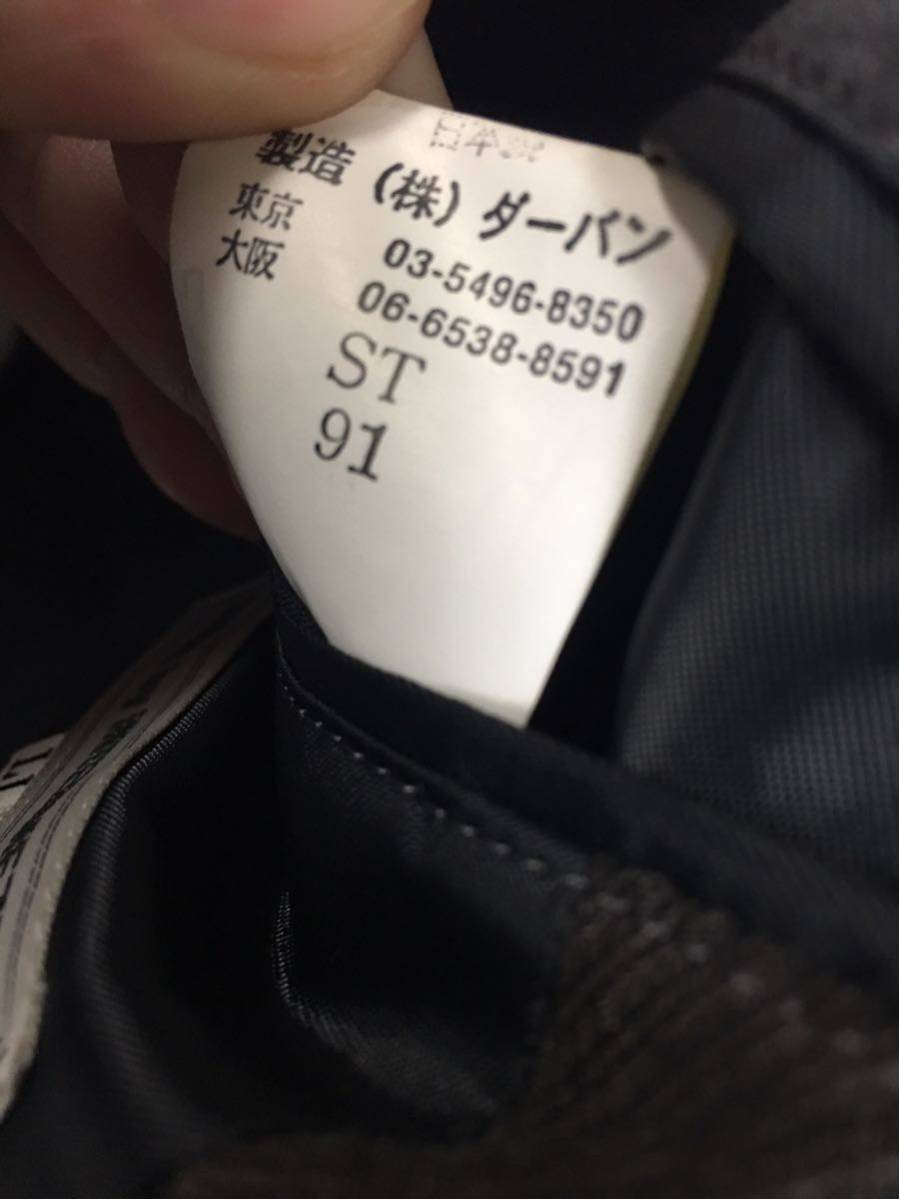 日本製
製造 (株) ダーバン
東京 03-5496-8350
大阪 06-6538-8591
ST
91